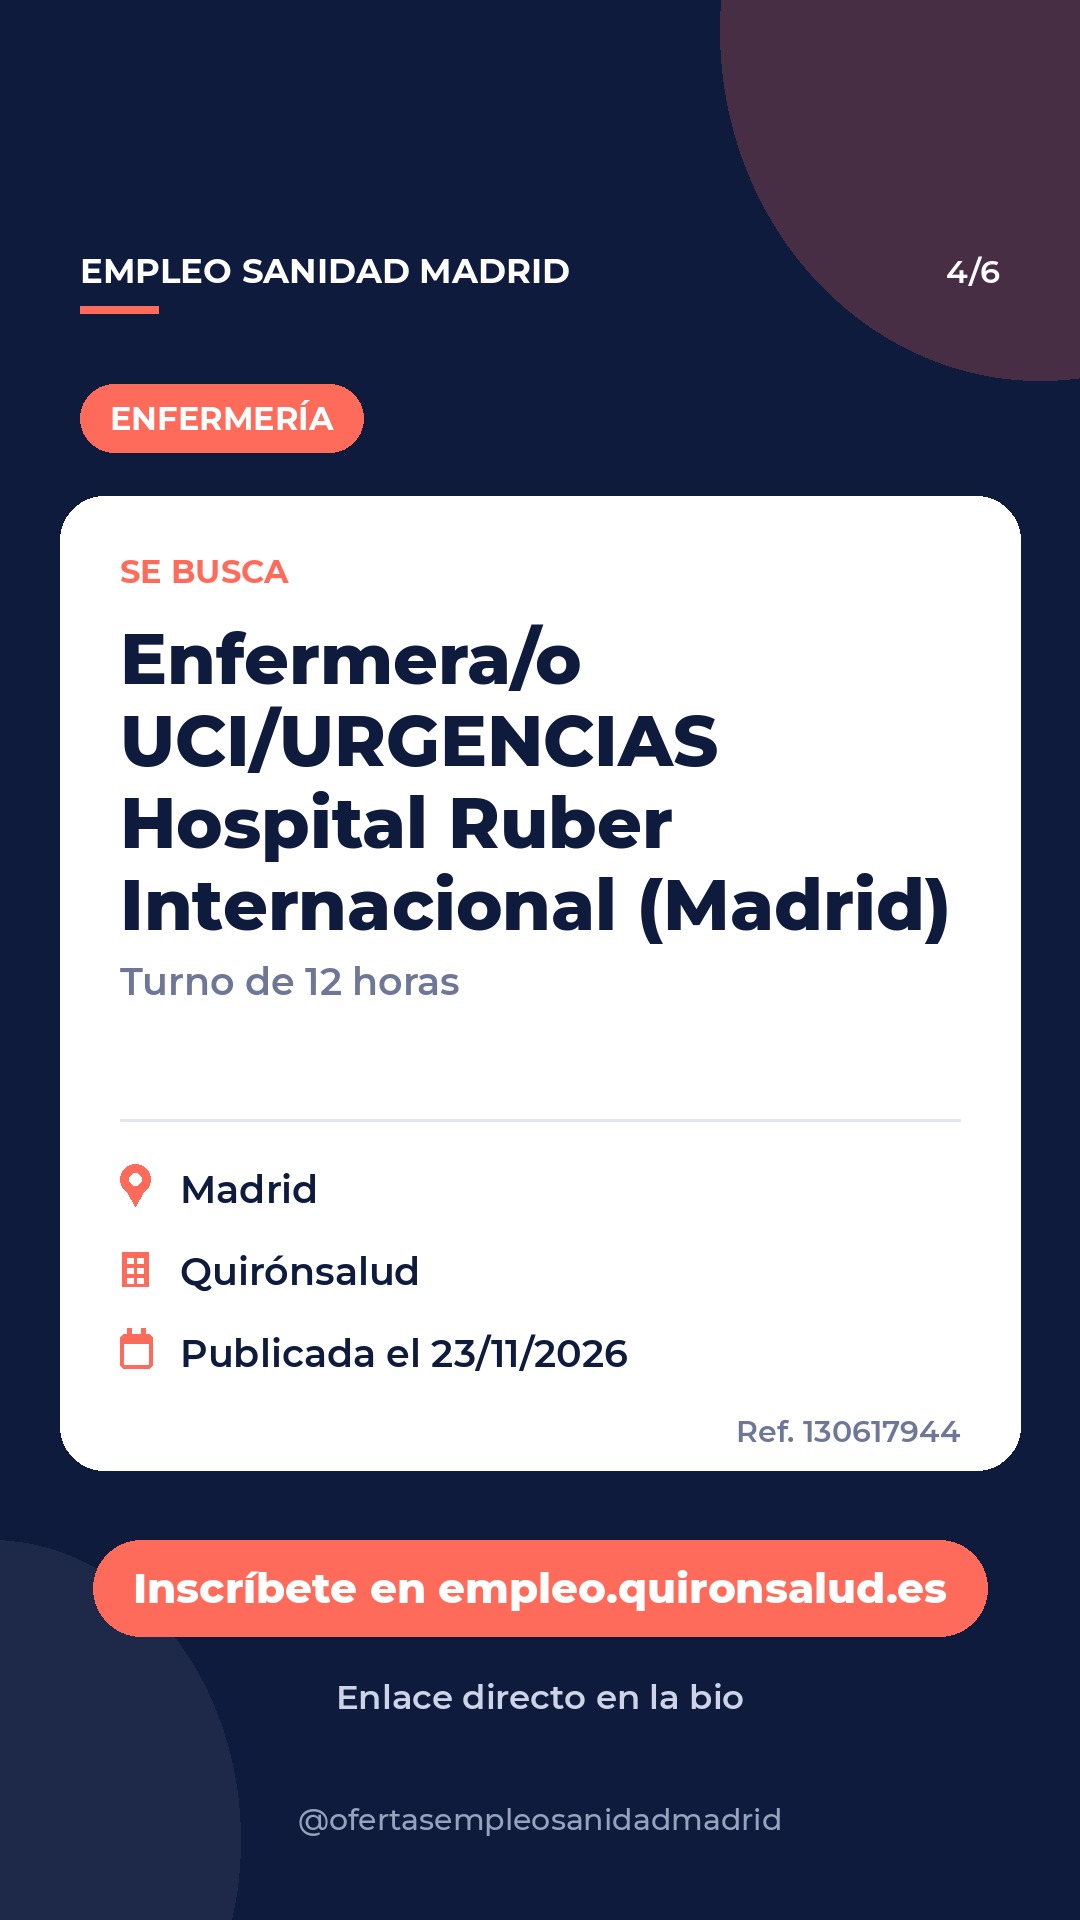 EMPLEO SANIDAD MADRID
4/6
ENFERMERÍA
SE BUSCA
Enfermera/o
UCI/URGENCIAS
Hospital Ruber
Internacional (Madrid)
Turno de 12 horas
Madrid
Quirónsalud
Publicada el 23/11/2026
Ref. 130617944
Inscríbete en empleo.quironsalud.es
Enlace directo en la bio
@ofertasempleosanidadmadrid